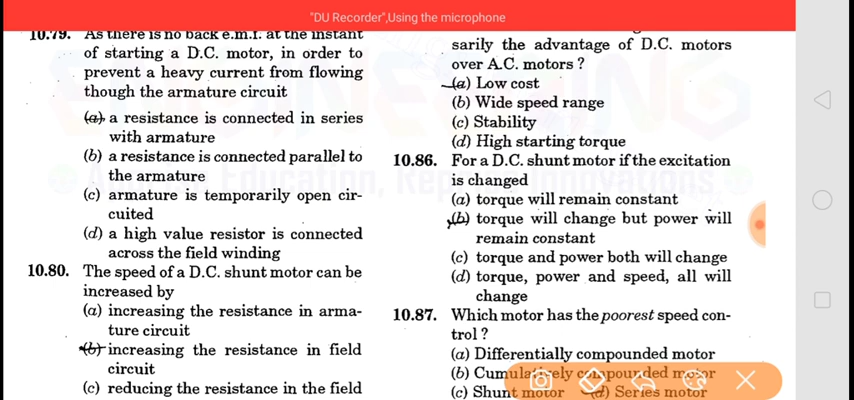 "DU Recorder",Using the microphone
10.79. As there is no back e.m.f. at the instant
of starting a D.C. motor, in order to
prevent a heavy current from flowing
though the armature circuit
(a) a resistance is connected in series
with armature
(b) a resistance is connected parallel to
the armature
(c) armature is temporarily open cir-
cuited
(d) a high value resistor is connected
across the field winding
10.80. The speed of a D.C. shunt motor can be
increased by
(a) increasing the resistance in arma-
ture circuit
(b) increasing the resistance in field
circuit
(c) reducing the resistance in the field
sarily the advantage of D.C. motors
over A.C. motors ?
(a) Low cost
(b) Wide speed range
(c) Stability
(d) High starting torque
10.86. For a D.C. shunt motor if the excitation
is changed
(a) torque will remain constant
(b) torque will change but power will
remain constant
(c) torque and power both will change
(d) torque, power and speed, all will
change
10.87. Which motor has the poorest speed con-
trol ?
(a) Differentially compounded motor
(b) Cumulatively compounded motor
(c) Shunt motor (d) Series motor